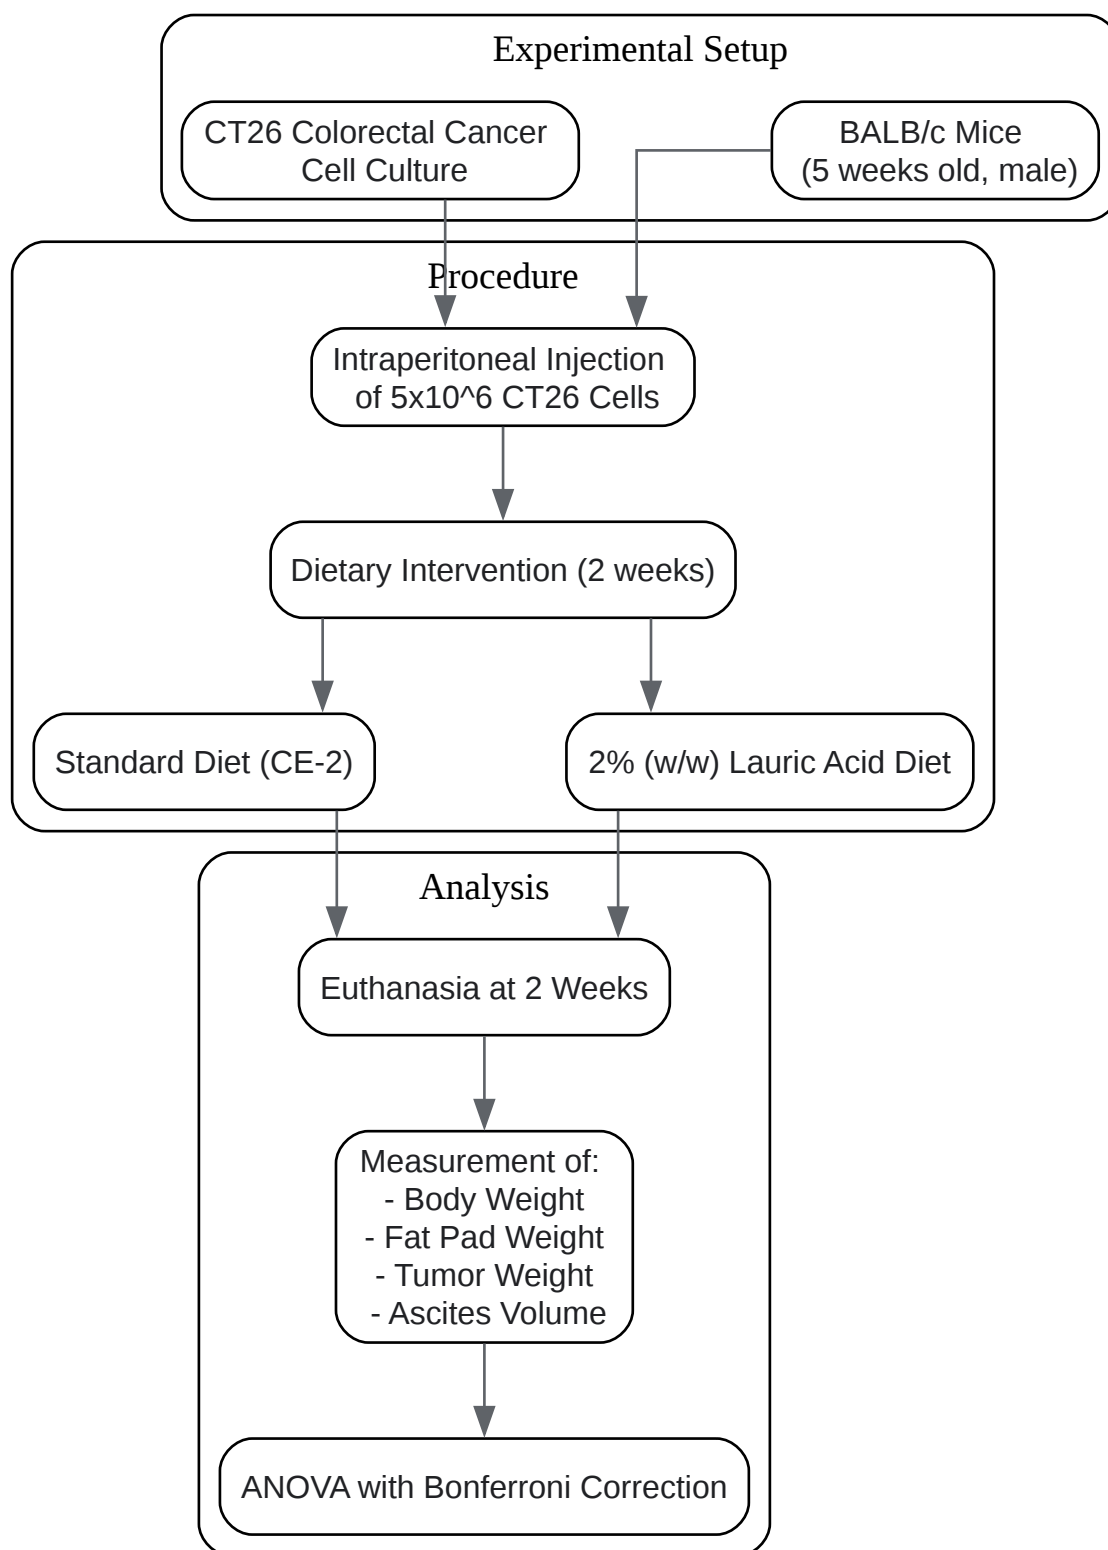 Experimental Setup
CT26 Colorectal Cancer
Cell Culture
BALB/c Mice
(5 weeks old, male)
Procedure
Intraperitoneal Injection
of 5x10^6 CT26 Cells
Dietary Intervention (2 weeks)
Standard Diet (CE-2)
2% (w/w) Lauric Acid Diet
Analysis
Euthanasia at 2 Weeks
Measurement of:
- Body Weight
- Fat Pad Weight
- Tumor Weight
- Ascites Volume
ANOVA with Bonferroni Correction